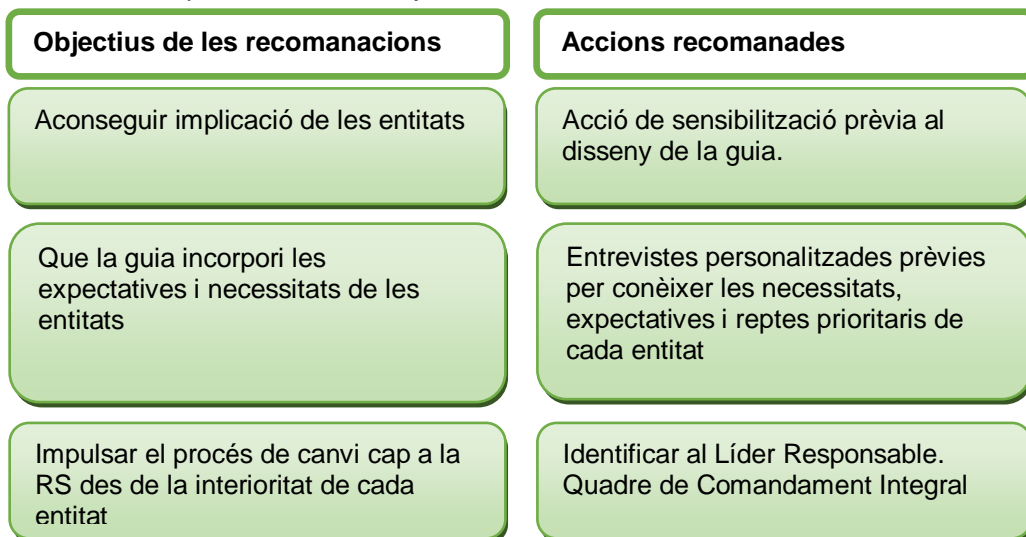 Objectius de les recomanacions
Accions recomanades
Aconseguir implicació de les entitats
Acció de sensibilització prèvia al
disseny de la guia.
Que la guia incorpori les
expectatives i necessitats de les
entitats
Entrevistes personalitzades prèvies
per conèixer les necessitats,
expectatives i reptes prioritaris de
cada entitat
Impulsar el procés de canvi cap a la
RS des de la interioritat de cada
entitat
Identificar al Líder Responsable.
Quadre de Comandament Integral